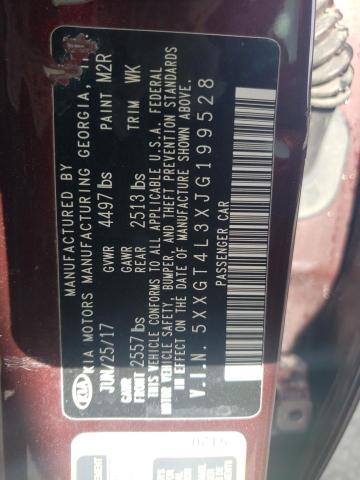 MANUFACTURED BY
KIA KIA MOTORS MANUFACTURING GEORGIA,
JUN/25/17 GVWR 4497 lbs PAINT M2R
GAWR FRONT 2557 lbs GAWR REAR 2513 lbs TRIM WK
THIS VEHICLE CONFORMS TO ALL APPLICABLE U.S.A. FEDERAL
MOTOR VEHICLE SAFETY, BUMPER, AND THEFT PREVENTION STANDARDS
IN EFFECT ON THE DATE OF MANUFACTURE SHOWN ABOVE.
V.I.N. 5XXGT4L3XJG199528
PASSENGER CAR